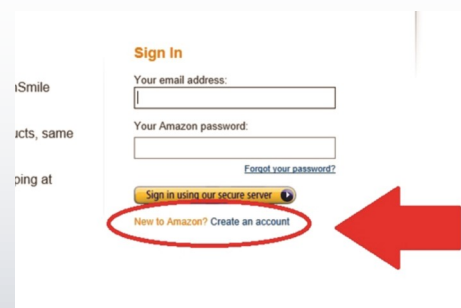 Sign In
Your email address:
nSmile
Your Amazon password:
ucts, same
Forgot your password?
ping at
Sign in using our secure server
New to Amazon? Create an account